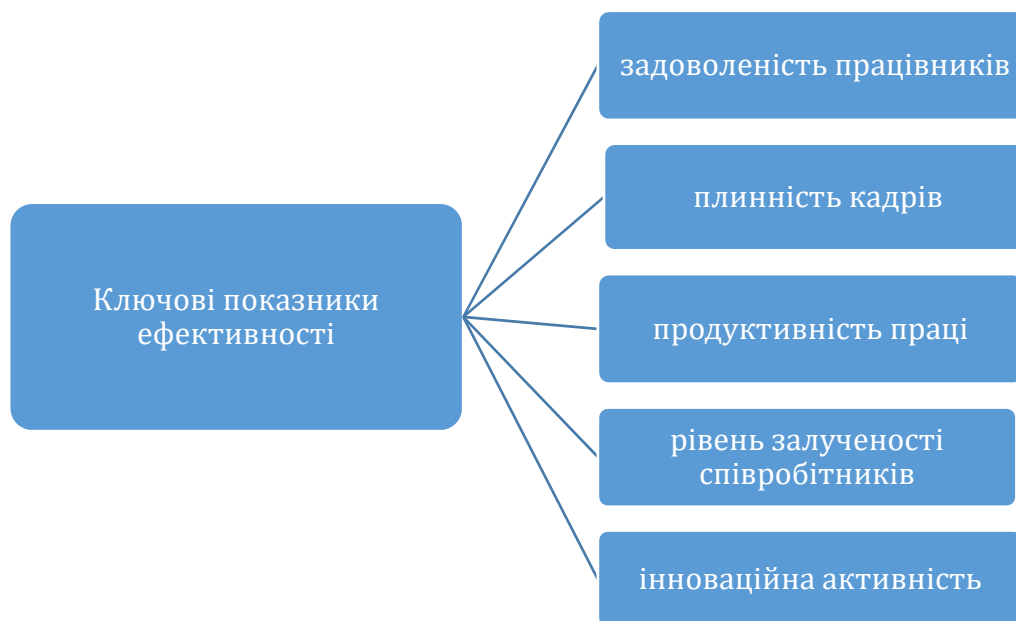 Ключові показники
ефективності
задоволеність працівників
плинність кадрів
продуктивність праці
рівень залученості
співробітників
інноваційна активність